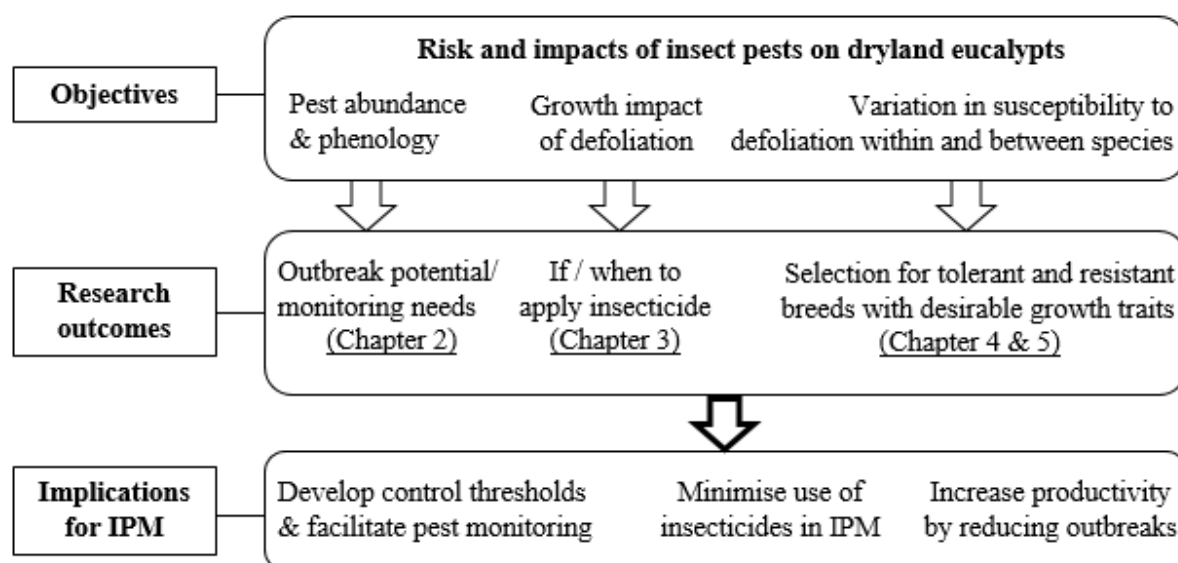 Risk and impacts of insect pests on dryland eucalypts
Objectives
Pest abundance
& phenology
Growth impact
of defoliation
Variation in susceptibility to
defoliation within and between species
Research
outcomes
Outbreak potential/
monitoring needs
(Chapter 2)
If / when to
apply insecticide
(Chapter 3)
Selection for tolerant and resistant
breeds with desirable growth traits
(Chapter 4 & 5)
Implications
for IPM
Develop control thresholds
& facilitate pest monitoring
Minimise use of
insecticides in IPM
Increase productivity
by reducing outbreaks